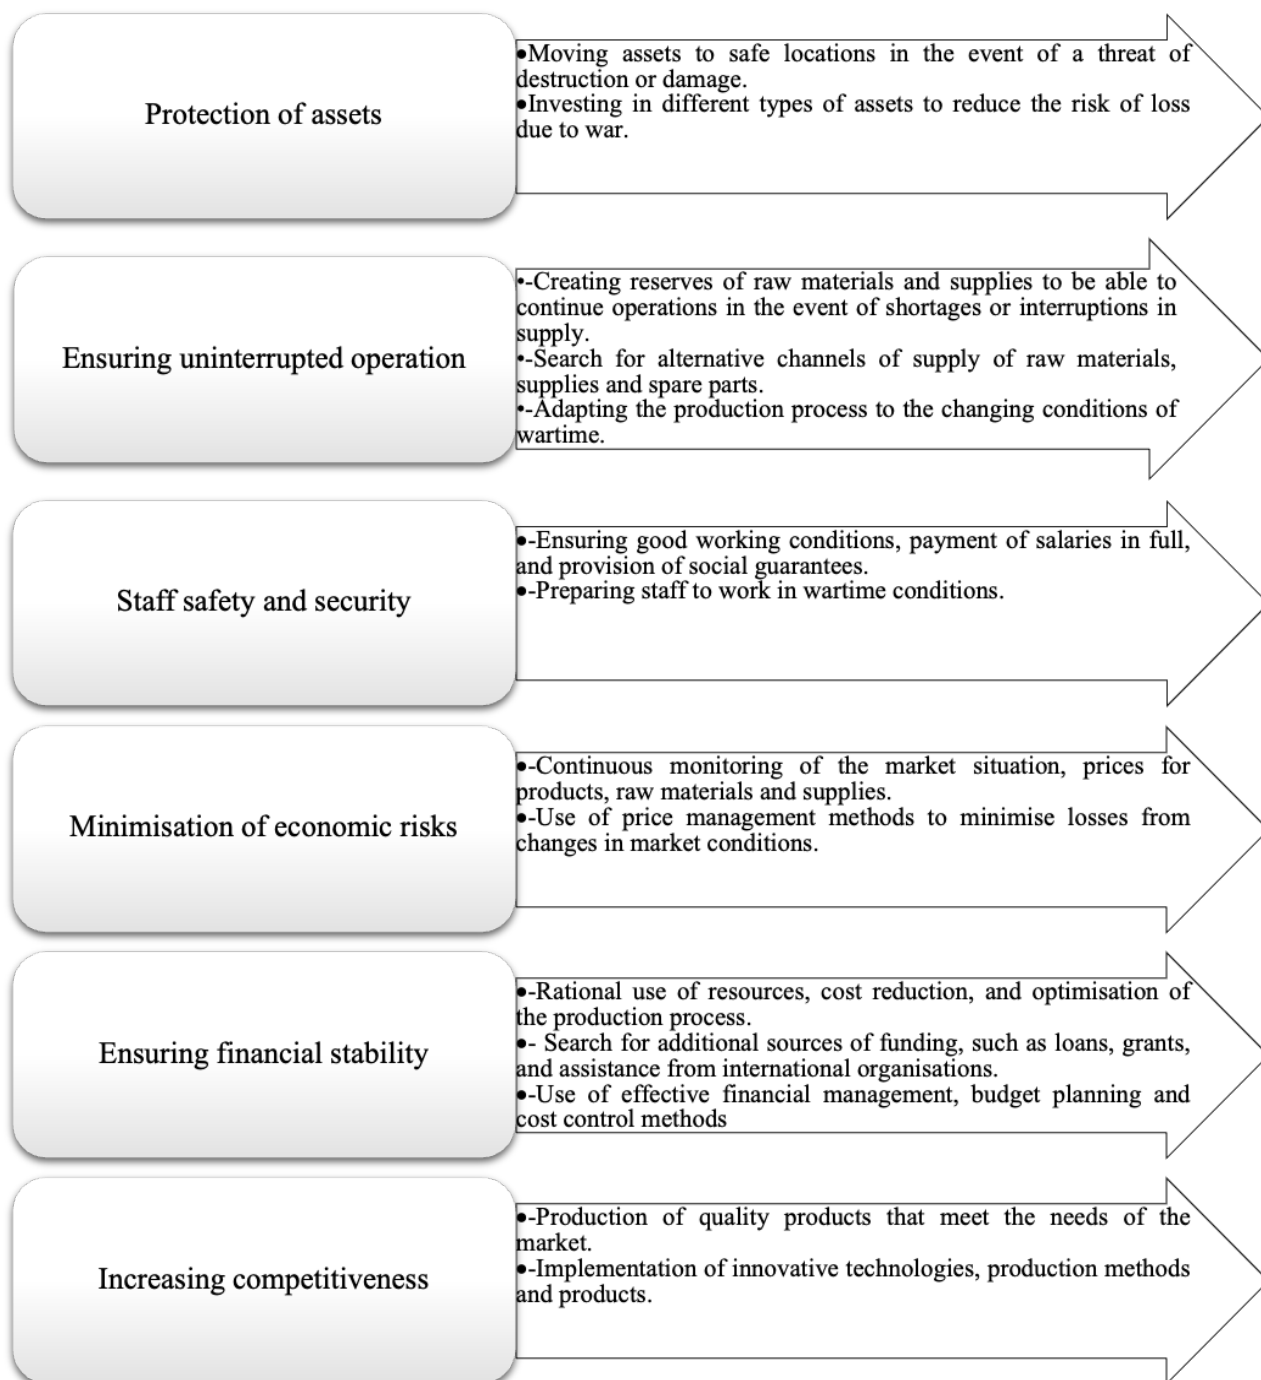 Protection of assets
•Moving assets to safe locations in the event of a threat of
destruction or damage.
•Investing in different types of assets to reduce the risk of loss
due to war.
Ensuring uninterrupted operation
•-Creating reserves of raw materials and supplies to be able to
continue operations in the event of shortages or interruptions in
supply.
•-Search for alternative channels of supply of raw materials,
supplies and spare parts.
•-Adapting the production process to the changing conditions of
wartime.
Staff safety and security
•-Ensuring good working conditions, payment of salaries in full,
and provision of social guarantees.
•-Preparing staff to work in wartime conditions.
Minimisation of economic risks
•-Continuous monitoring of the market situation, prices for
products, raw materials and supplies.
•-Use of price management methods to minimise losses from
changes in market conditions.
Ensuring financial stability
•-Rational use of resources, cost reduction, and optimisation of
the production process.
•- Search for additional sources of funding, such as loans, grants,
and assistance from international organisations.
•-Use of effective financial management, budget planning and
cost control methods
Increasing competitiveness
•-Production of quality products that meet the needs of the
market.
•-Implementation of innovative technologies, production methods
and products.